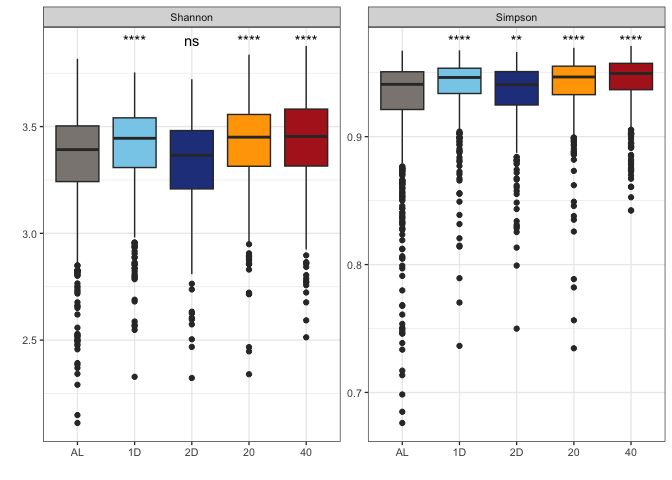 Shannon
Simpson
**** ns **** ****
**** ** **** ****
3.5
3.0
2.5
0.9
0.8
0.7
AL 1D 2D 20 40
AL 1D 2D 20 40